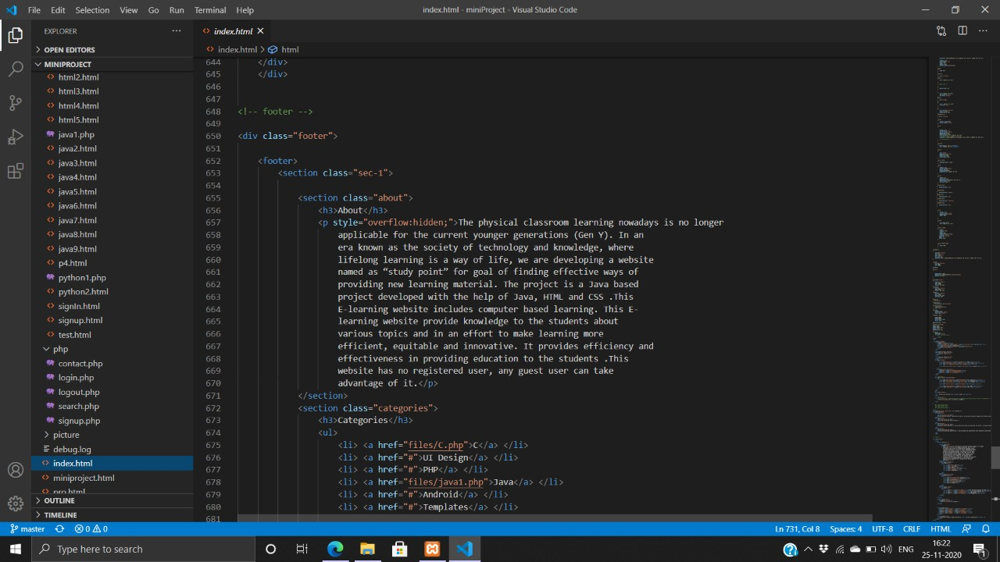 File Edit Selection View Go Run Terminal Help
index.html - miniProject - Visual Studio Code
EXPLORER
index.html
OPEN EDITORS
index.html > html
MINIPROJECT
html2.html
html3.html
html4.html
html5.html
java1.php
java2.html
java3.html
java4.html
java5.html
java6.html
java7.html
java8.html
java9.html
p4.html
python1.php
python2.html
signIn.html
signup.html
test.html
php
contact.php
login.php
logout.php
search.php
signup.php
picture
debug.log
index.html
miniproject.html
pro.html
OUTLINE
TIMELINE
644 </div>
645 </div>
646
647
648 <!-- footer -->
649
650 <div class="footer">
651
652 <footer>
653 <section class="sec-1">
654
655 <section class="about">
656 <h3>About</h3>
657 <p style="overflow:hidden;">The physical classroom learning nowadays is no longer
658 applicable for the current younger generations (Gen Y). In an
659 era known as the society of technology and knowledge, where
660 lifelong learning is a way of life, we are developing a website
661 named as “Study point” for goal of finding effective ways of
662 providing for learning material. The project is a Java based
663 project developed with the help of Java, HTML and CSS .This
664 website facilitate interactive studies and learning. This E-
665 learning website provides knowledge to the students about
666 various topics and in an effort to make learning more
667 efficient, suitable and innovative. It provides efficiency and
668 effective ness in providing education to the students .This
669 website both registered users and guest user can take
670 advantage of it. </p>
671 </section>
672 <section class="categories">
673 <h3>Categories</h3>
674 <ul>
675 <li> <a href="files/c.php">C</a> </li>
676 <li> <a href="#">UI Design</a> </li>
677 <li> <a href="#">PHP</a> </li>
678 <li> <a href="files/java1.php">Java</a> </li>
679 <li> <a href="#">Android</a> </li>
680 <li> <a href="#">Template</a> </li>
681
master
0 0
Ln 731, Col 8 Spaces: 4 UTF-8 CRLF HTML
Type here to search
ENG
16:22
25-11-2020
1